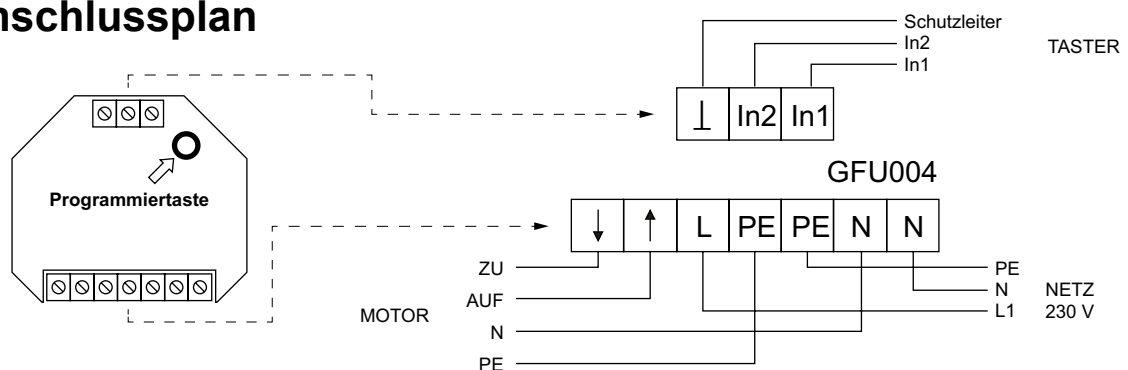 nschlussplan
Programmiertaste
Schutzleiter
In2
In1
TASTER
⊥ In2 In1
GFU004
↓ ↑ L PE PE N N
ZU
AUF
MOTOR
N
PE
PE
N NETZ
L1 230 V